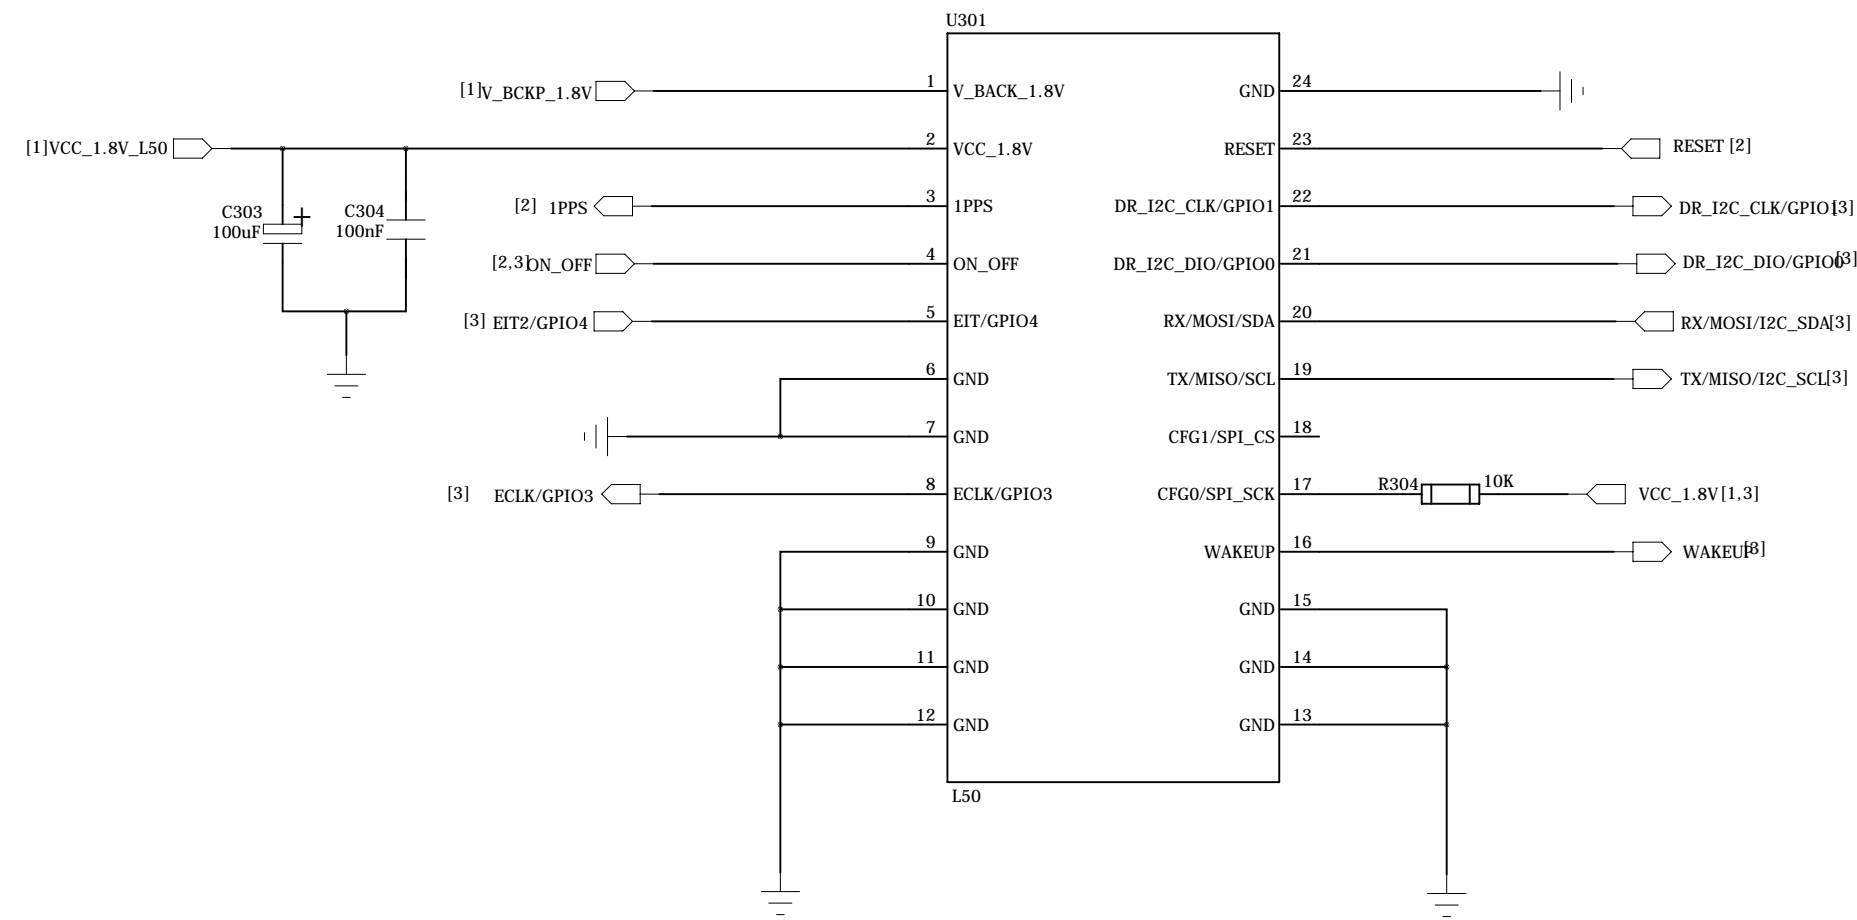 U301
[1]V_BCKP_1.8V 1 V_BACK_1.8V GND 24
[1]VCC_1.8V_L50 2 VCC_1.8V RESET 23 RESET [2]
[2] 1PPS 3 1PPS DR_I2C_CLK/GPIO1 22 DR_I2C_CLK/GPIO1[3]
C303 100uF
C304 100nF
[2,3]ON_OFF 4 ON_OFF DR_I2C_DIO/GPIO0 21 DR_I2C_DIO/GPIO0[3]
[3] EIT2/GPIO4 5 EIT/GPIO4 RX/MOSI/SDA 20 RX/MOSI/I2C_SDA[3]
6 GND TX/MISO/SCL 19 TX/MISO/I2C_SCL[3]
7 GND CFG1/SPI_CS 18
[3] ECLK/GPIO3 8 ECLK/GPIO3 CFG0/SPI_SCK 17 R304 10K VCC_1.8V[1,3]
9 GND WAKEUP 16 WAKEUP[3]
10 GND GND 15
11 GND GND 14
12 GND GND 13
L50